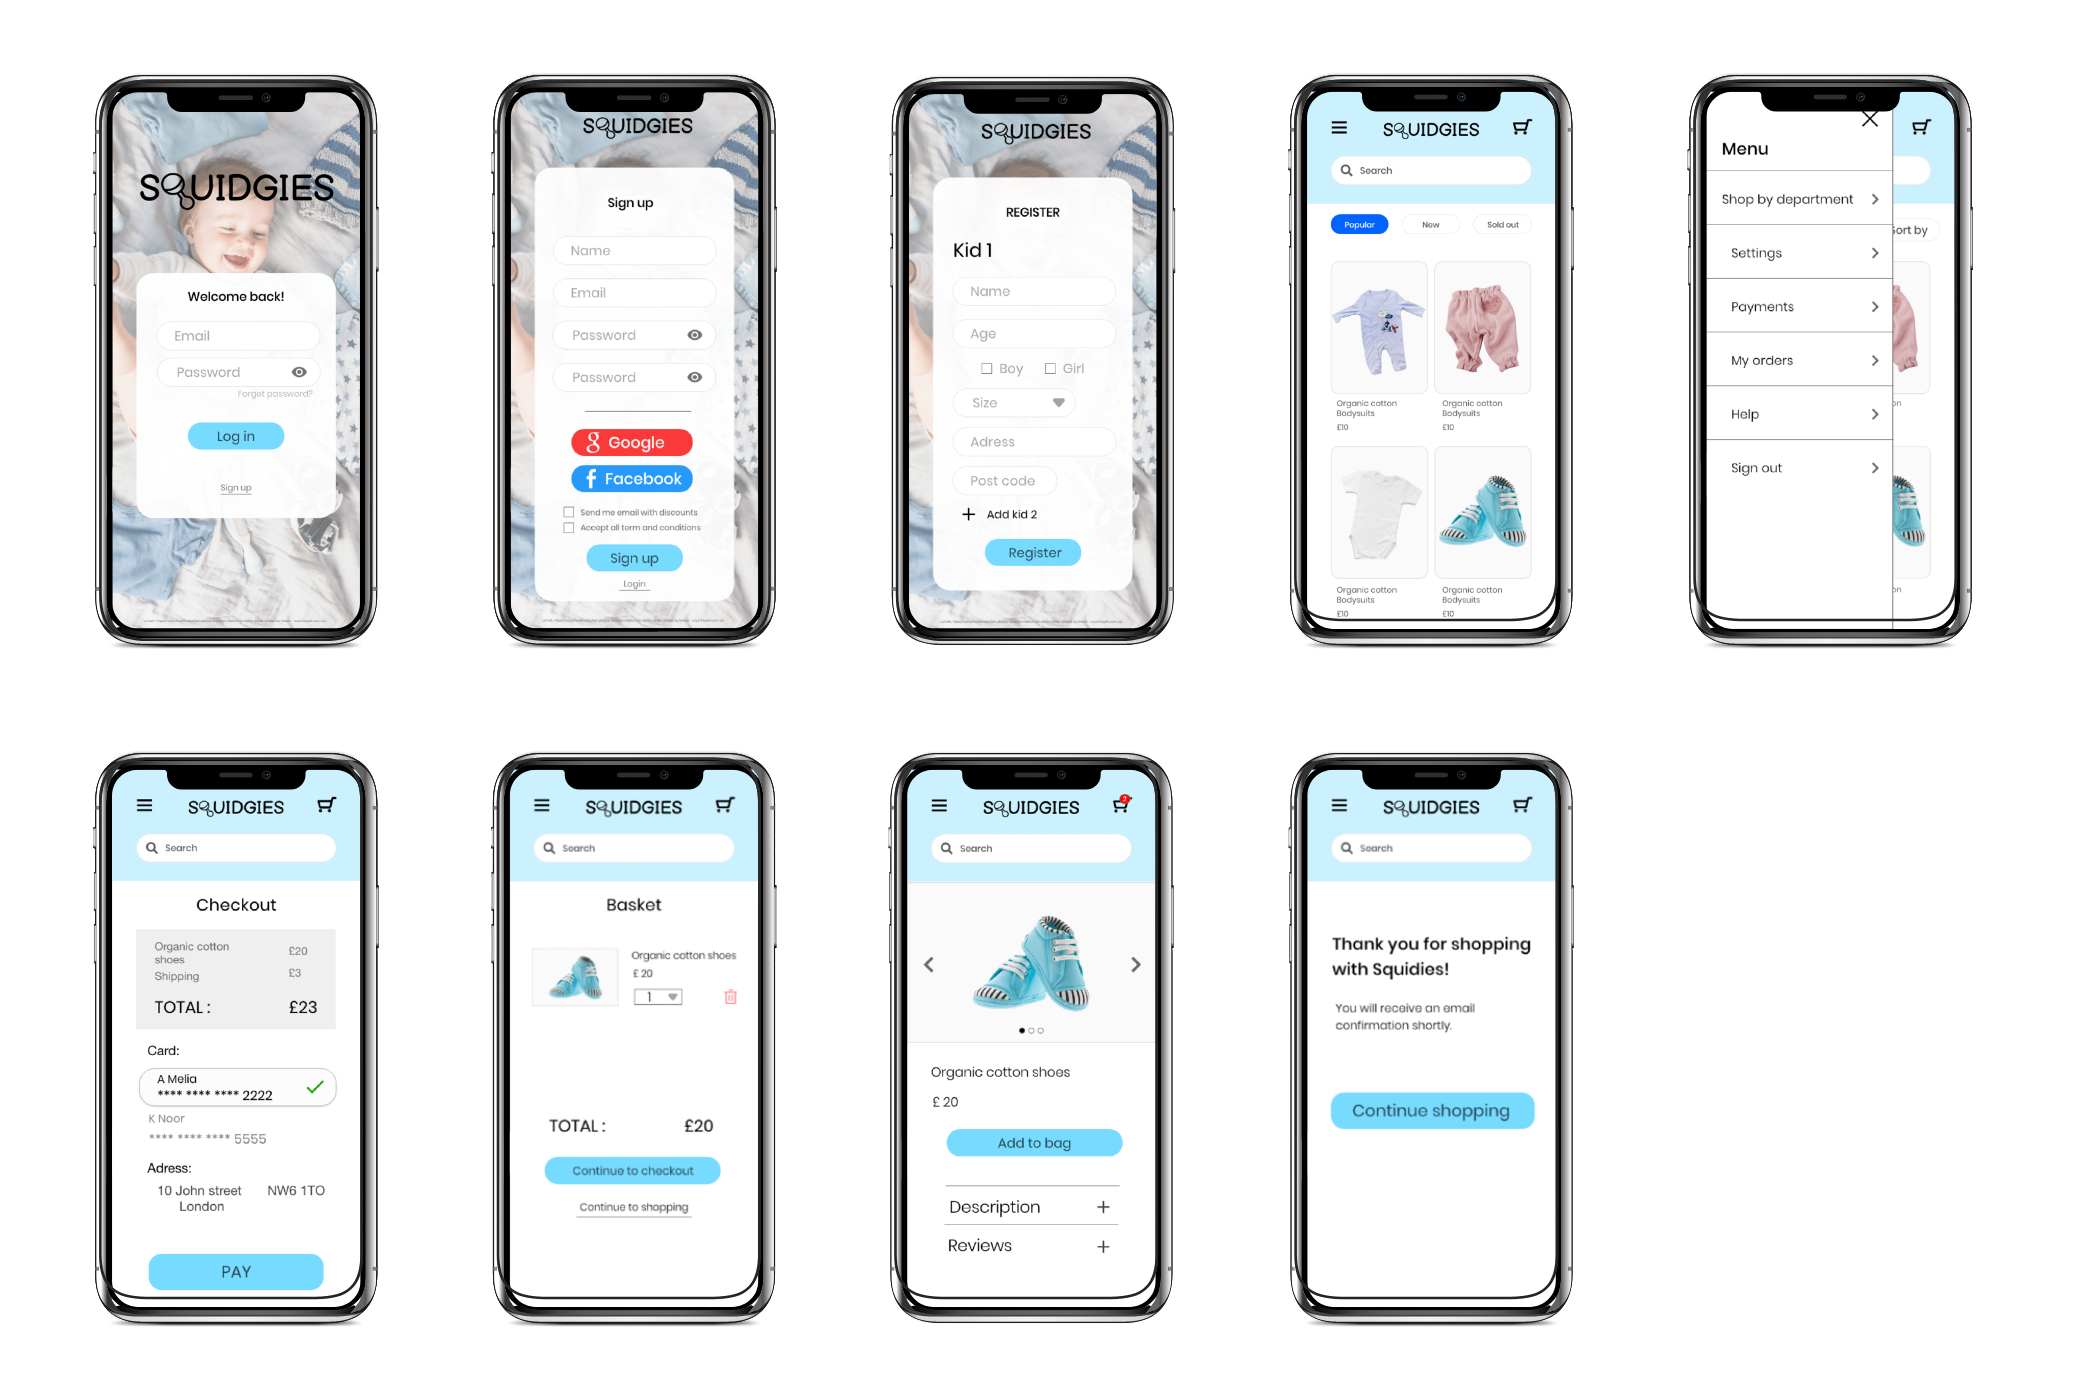 SQUIDGIES
Welcome back!
Email
Password
Forget password?
Log in
Sign up
SQUIDGIES
Sign up
Name
Email
Password
Password
Google
Facebook
Send me email with discounts
Accept all term and conditions
Sign up
Login
SQUIDGIES
REGISTER
Kid 1
Name
Age
Boy Girl
Size
Adress
Post code
Add kid 2
Register
SQUIDGIES
Search
Popular New Sold out
Organic cotton Organic cotton
Bodysuits Bodysuits
£10 £10
Organic cotton Organic cotton
Bodysuits Bodysuits
£10 £10
Menu
Shop by department
Sort by
Settings
Payments
My orders
Help
Sign out
SQUIDGIES
Search
Checkout
Organic cotton £20
shoes
Shipping £3
TOTAL : £23
Card:
A Melia
**** **** **** 2222
K Noor
**** **** **** 5555
Adress:
10 John street NW6 1TO
London
PAY
SQUIDGIES
Search
Basket
Organic cotton shoes
£ 20
1
TOTAL : £20
Continue to checkout
Continue to shopping
SQUIDGIES
Search
Organic cotton shoes
£ 20
Add to bag
Description
Reviews
SQUIDGIES
Search
Thank you for shopping
with Squidies!
You will receive an email
confirmation shortly.
Continue shopping